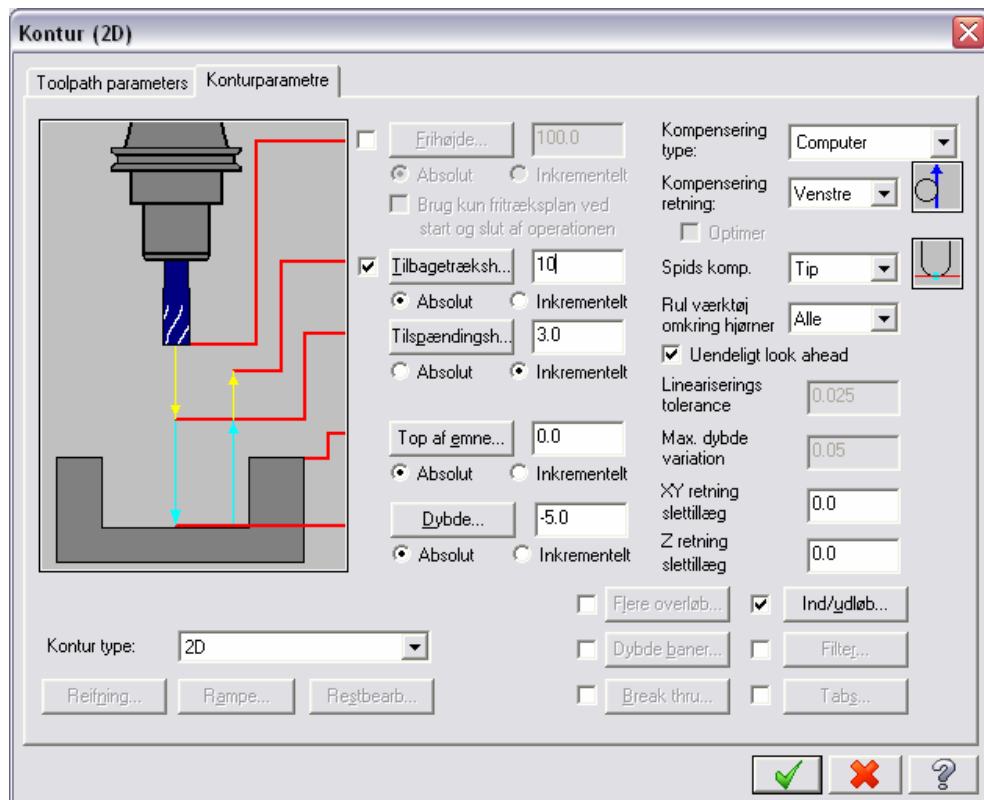 Kontur (2D)
Toolpath parameters
Konturparametre
Frihøjde...
100.0
Absolut
Inkrementelt
Brug kun fritræksplan ved
start og slut af operationen
Tilbagetræksh...
10
Absolut
Inkrementelt
Tilspændingsh...
3.0
Absolut
Inkrementelt
Top af emne...
0.0
Absolut
Inkrementelt
Dybde...
-5.0
Absolut
Inkrementelt
Kompensering
type:
Computer
Kompensering
retning:
Venstre
Optimer
Spids komp.
Tip
Rul værktøj
omkring hjørner
Alle
Uendeligt look ahead
Lineariserings
tolerance
0.025
Max. dybde
variation
0.05
XY retning
slettillæg
0.0
Z retning
slettillæg
0.0
Flere overløb...
Ind/udløb...
Dybde baner...
Filter...
Break thru...
Tabs...
Kontur type:
2D
Reifning...
Rampe...
Restbearb...